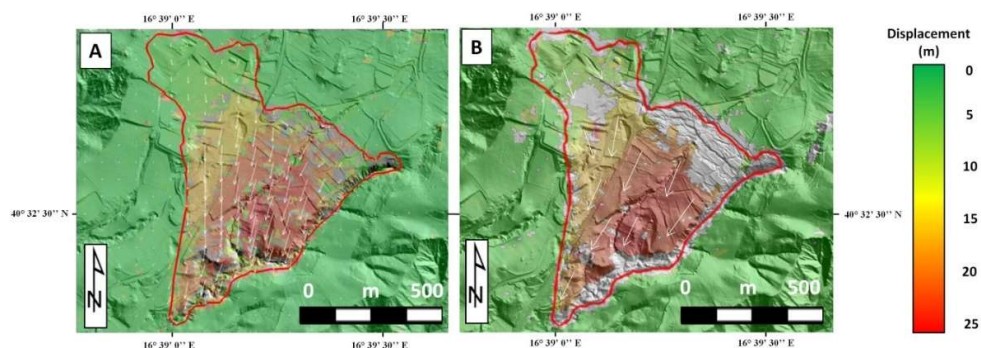 16° 39' 0'' E
16° 39' 30'' E
16° 39' 0'' E
16° 39' 30'' E
A
B
Displacement
(m)
0
5
10
15
20
25
40° 32' 30'' N
40° 32' 30'' N
N
N
0 m 500
0 m 500
16° 39' 0'' E
16° 39' 30'' E
16° 39' 0'' E
16° 39' 30'' E